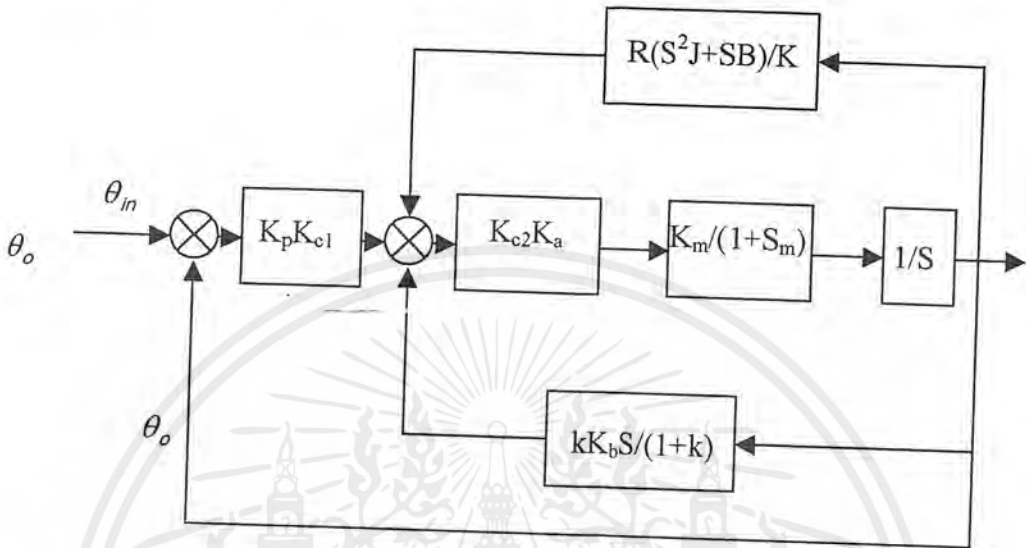 R(S²J+SB)/K
θin
θo
KpKc1
Kc2Ka
Km/(1+Sm)
1/S
θo
kKbS/(1+k)